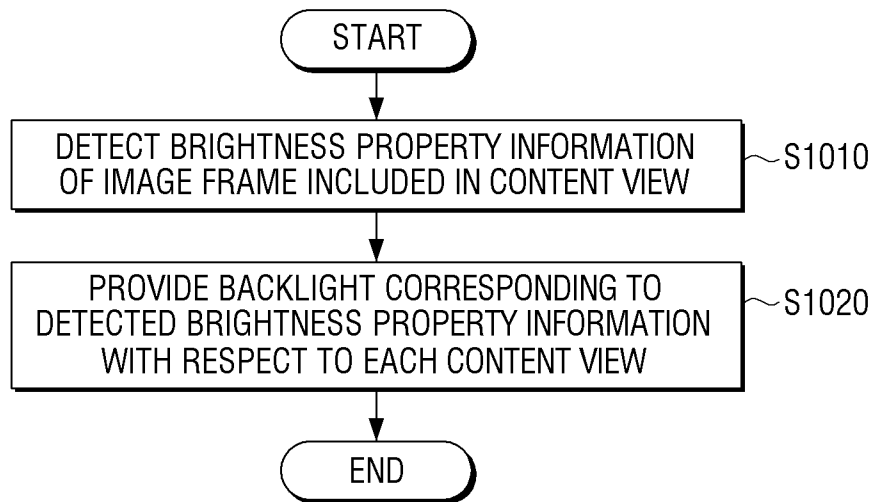 START
DETECT BRIGHTNESS PROPERTY INFORMATION
OF IMAGE FRAME INCLUDED IN CONTENT VIEW
S1010
PROVIDE BACKLIGHT CORRESPONDING TO
DETECTED BRIGHTNESS PROPERTY INFORMATION
WITH RESPECT TO EACH CONTENT VIEW
S1020
END